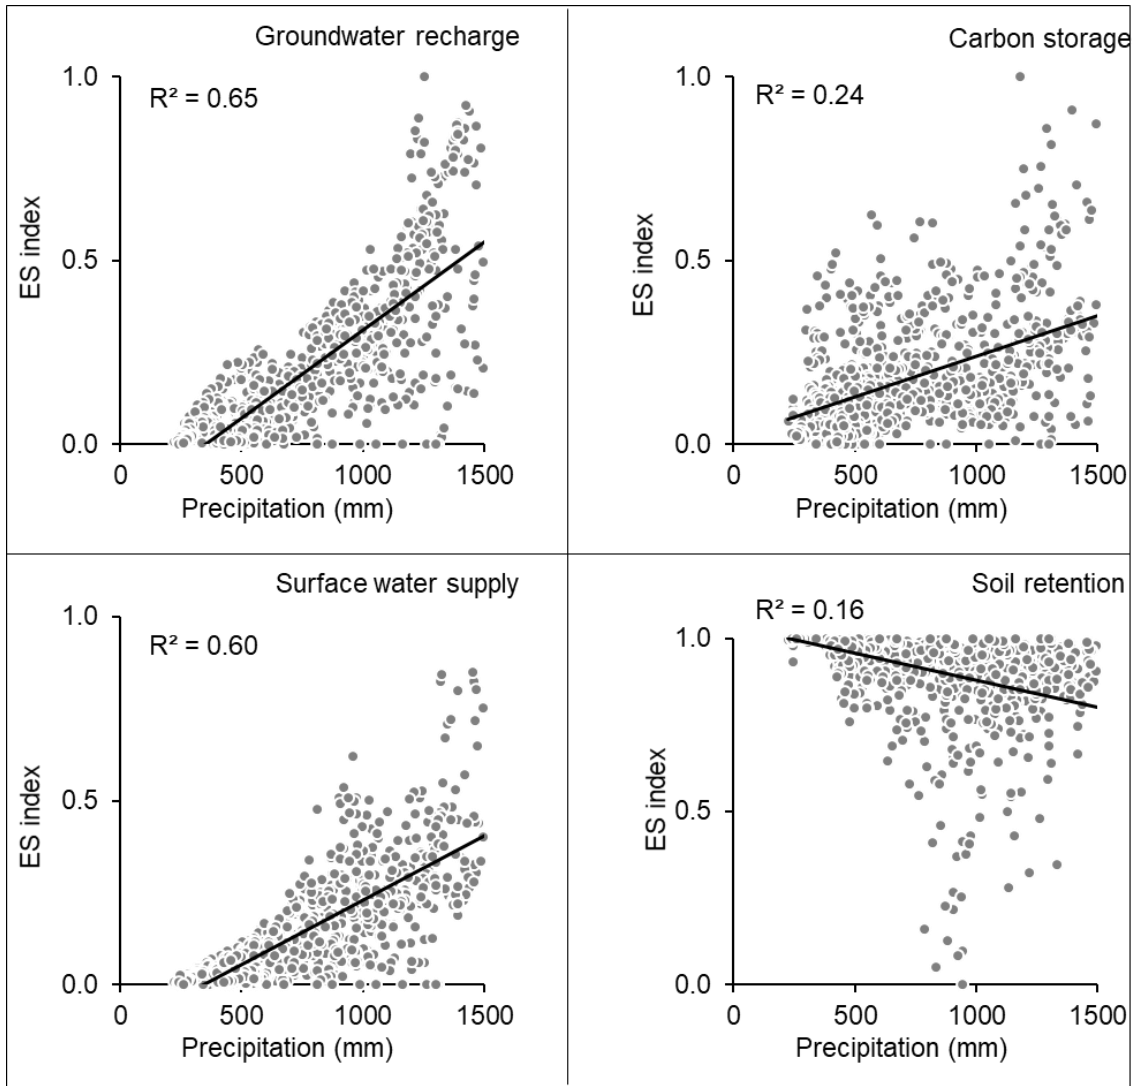 Groundwater recharge
R² = 0.65
1.0
0.5
0.0
ES index
0 500 1000 1500
Precipitation (mm)
Carbon storage
R² = 0.24
1.0
0.5
0.0
ES index
0 500 1000 1500
Precipitation (mm)
Surface water supply
R² = 0.60
1.0
0.5
0.0
ES index
0 500 1000 1500
Precipitation (mm)
Soil retention
R² = 0.16
1.0
0.5
0.0
ES index
0 500 1000 1500
Precipitation (mm)